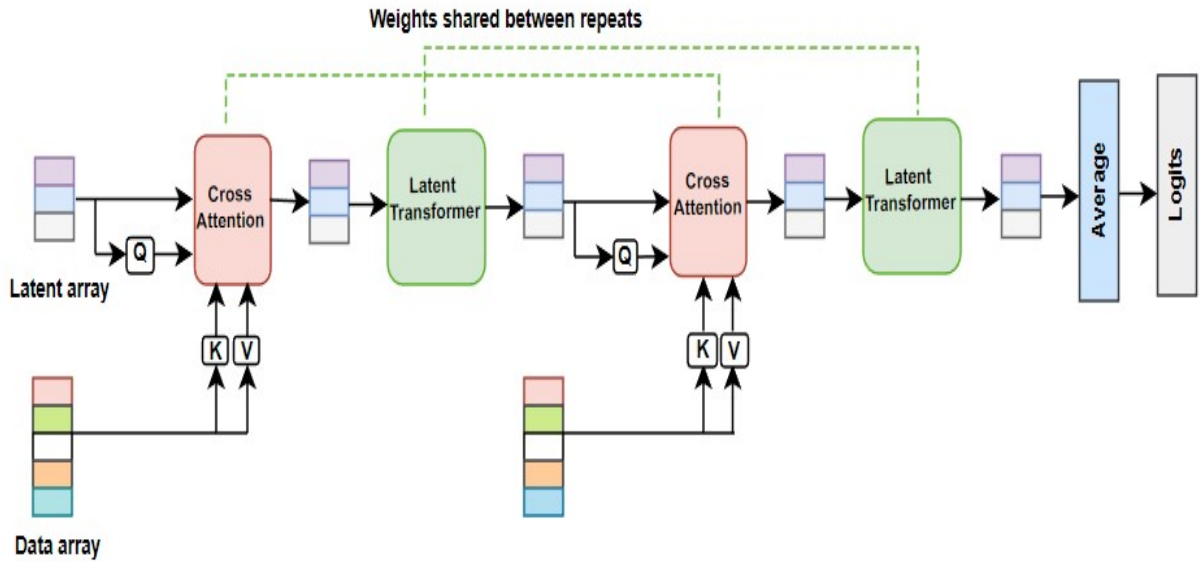 Weights shared between repeats
Cross
Attention
Latent
Transformer
Cross
Attention
Latent
Transformer
Average
Logits
Q
Q
Latent array
K
V
K
V
Data array